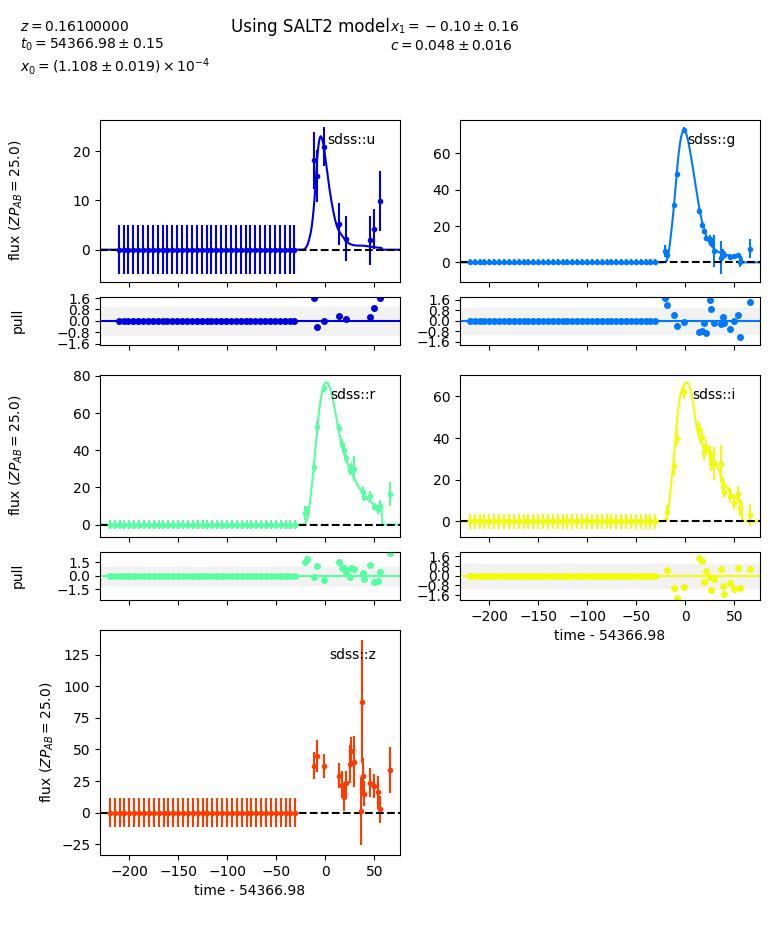 z = 0.16100000
Using SALT2 model
x₁ = −0.10 ± 0.16
t₀ = 54366.98 ± 0.15
c = 0.048 ± 0.016
x₀ = (1.108 ± 0.019) × 10⁻⁴
flux (ZP_AB = 25.0)
sdss::u
20
10
0
sdss::g
60
40
20
0
pull
1.6
0.8
0.0
−0.8
−1.6
1.6
0.8
0.0
−0.8
−1.6
flux (ZP_AB = 25.0)
sdss::r
80
60
40
20
0
sdss::i
60
40
20
0
pull
1.5
0.0
−1.5
1.6
0.8
0.0
−0.8
−1.6
−200 −150 −100 −50 0 50
time - 54366.98
flux (ZP_AB = 25.0)
sdss::z
125
100
75
50
25
0
−25
−200 −150 −100 −50 0 50
time - 54366.98